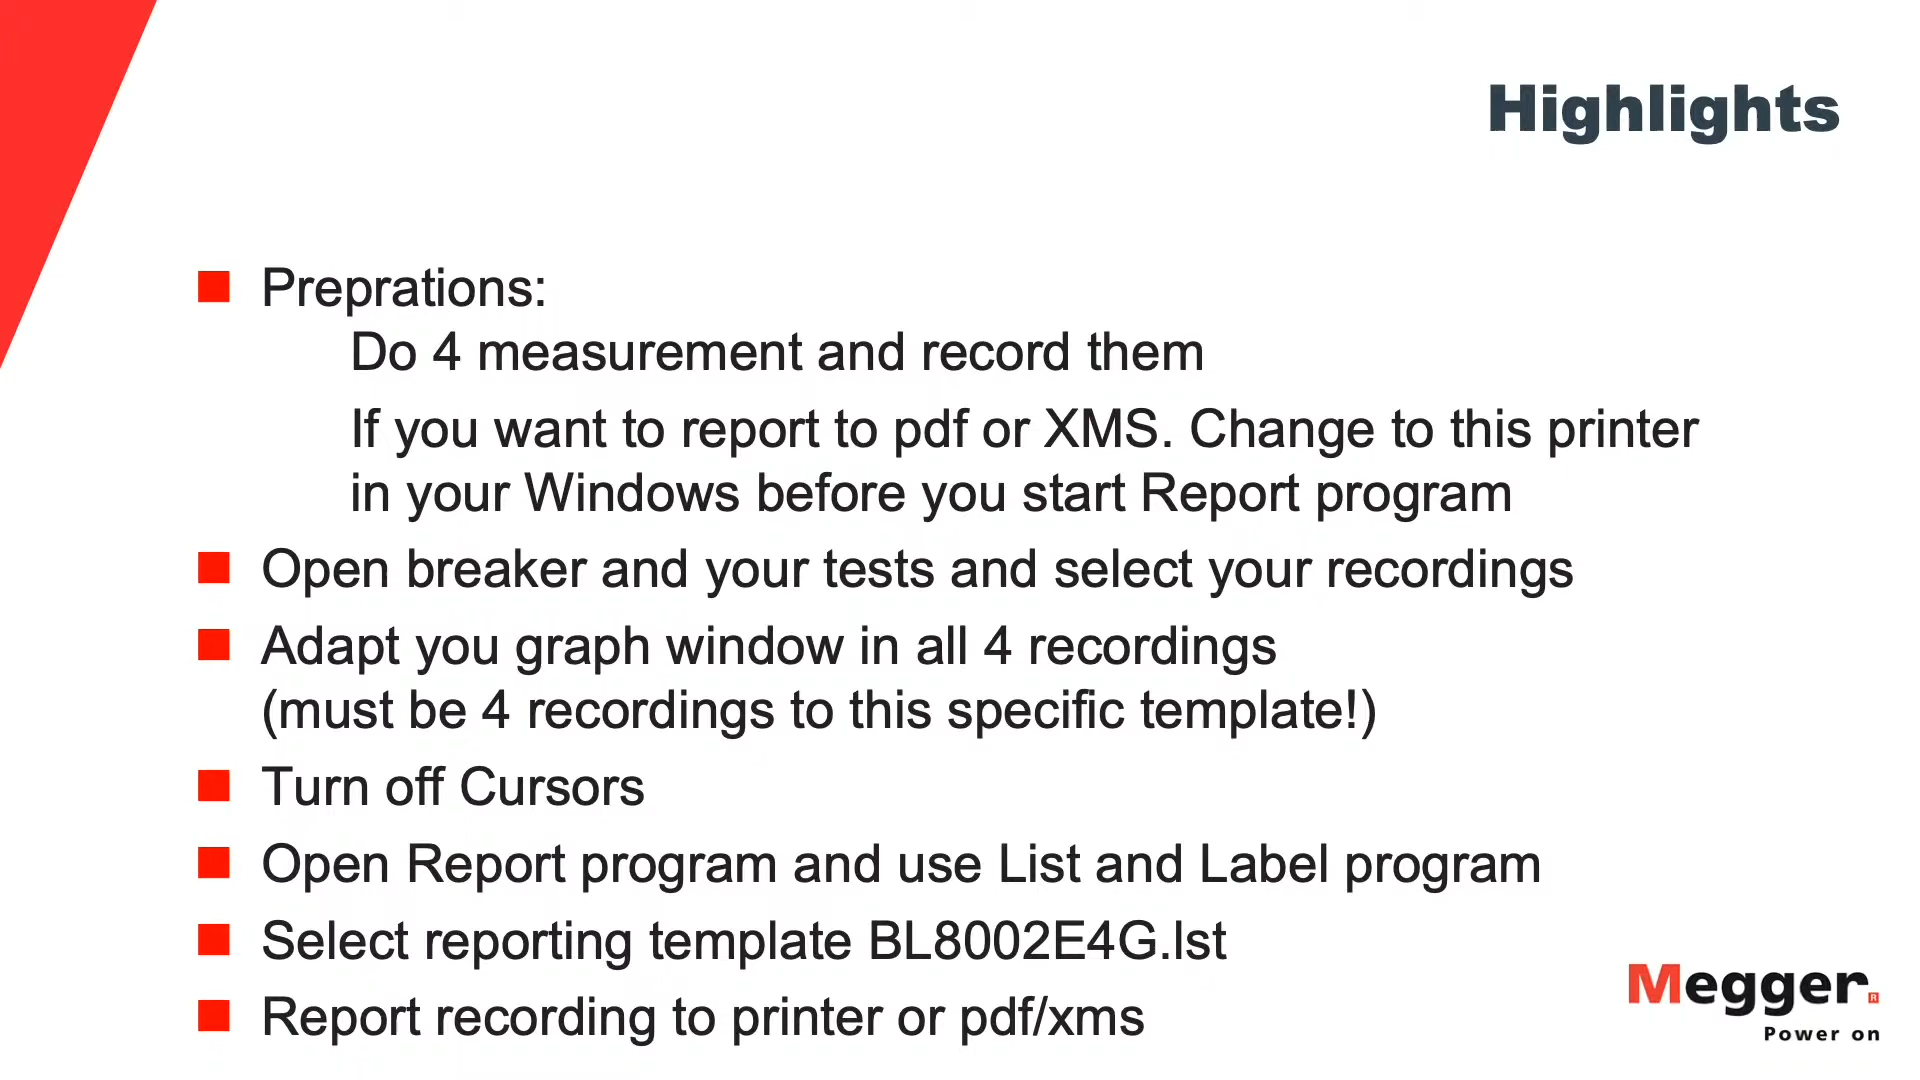 Highlights
Preprations:
Do 4 measurement and record them
If you want to report to pdf or XMS. Change to this printer
in your Windows before you start Report program
Open breaker and your tests and select your recordings
Adapt you graph window in all 4 recordings
(must be 4 recordings to this specific template!)
Turn off Cursors
Open Report program and use List and Label program
Select reporting template BL8002E4G.lst
Report recording to printer or pdf/xms
Megger®
Power on